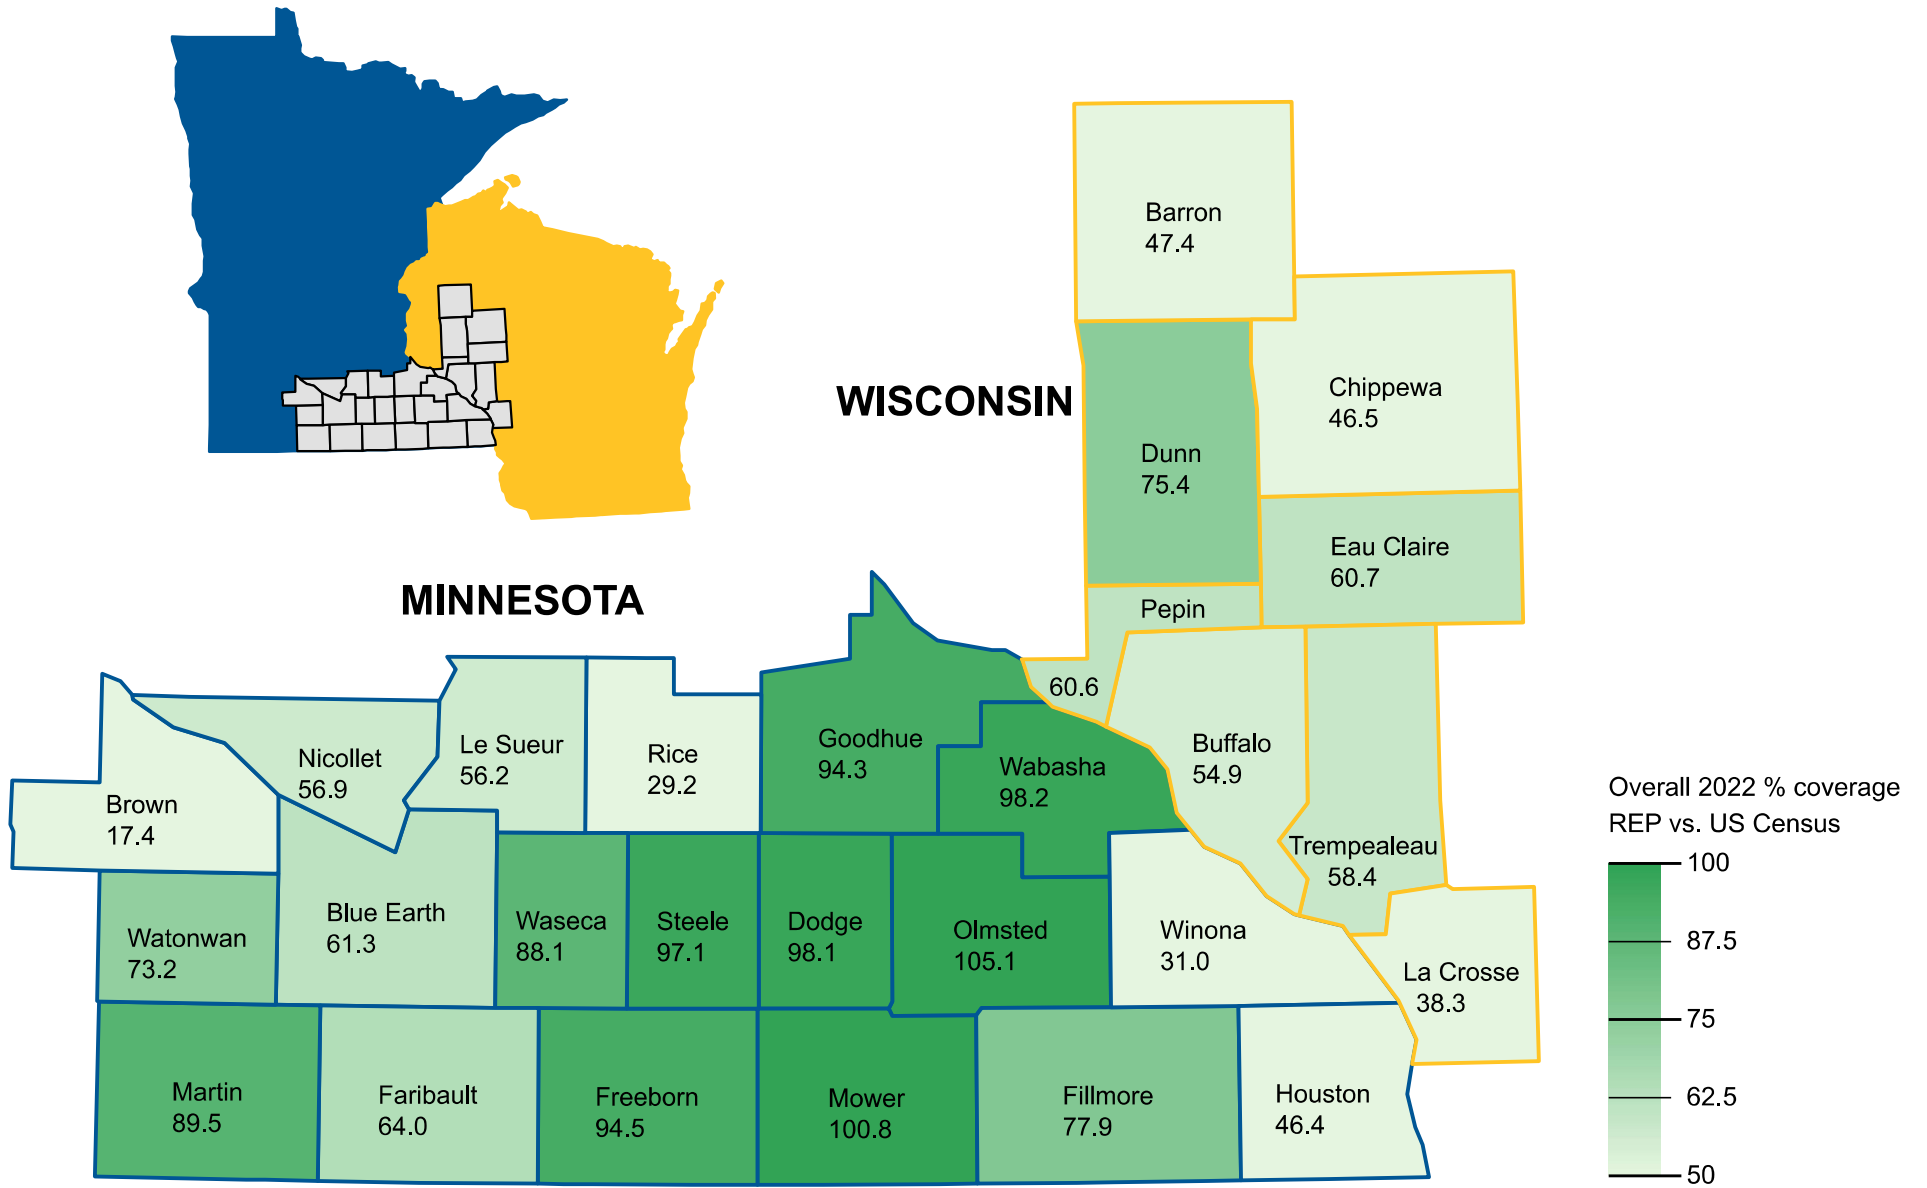 WISCONSIN
Barron
47.4
Chippewa
46.5
Dunn
75.4
Eau Claire
60.7
Pepin
60.6
Buffalo
54.9
Trempealeau
58.4
La Crosse
38.3
MINNESOTA
Brown
17.4
Nicollet
56.9
Le Sueur
56.2
Rice
29.2
Goodhue
94.3
Wabasha
98.2
Watonwan
73.2
Blue Earth
61.3
Waseca
88.1
Steele
97.1
Dodge
98.1
Olmsted
105.1
Winona
31.0
Martin
89.5
Faribault
64.0
Freeborn
94.5
Mower
100.8
Fillmore
77.9
Houston
46.4
Overall 2022 % coverage
REP vs. US Census
100
87.5
75
62.5
50